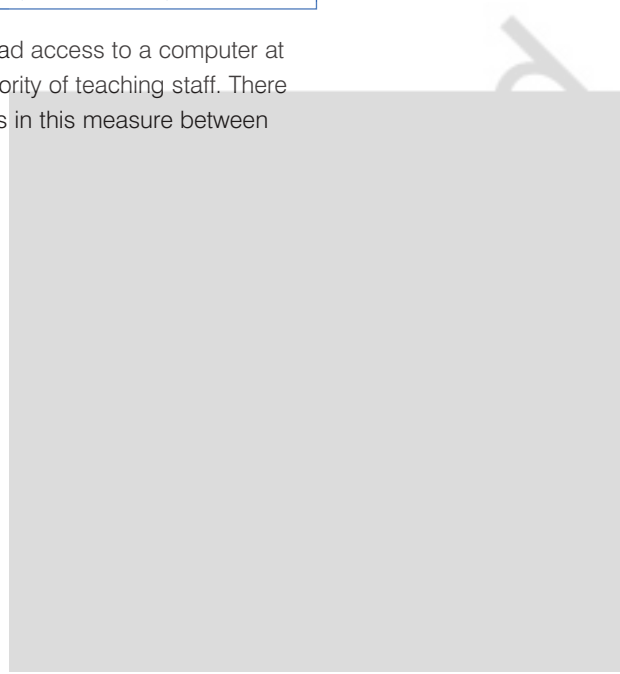 ad access to a computer at
ority of teaching staff. There
s in this measure between